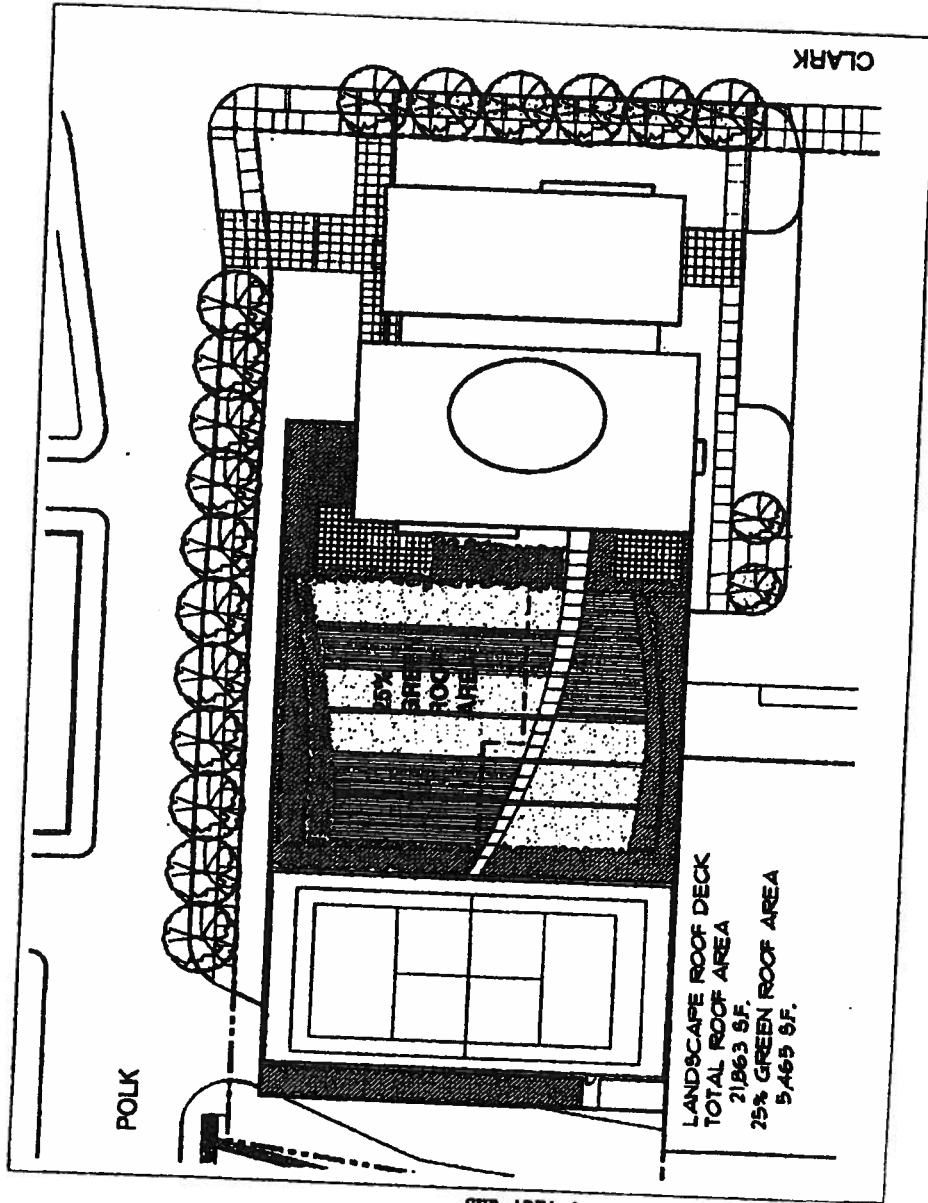 CLARK
POLK
25%
GREEN
ROOF
AREA
LANDSCAPE ROOF DECK
TOTAL ROOF AREA
21,863 S.F.
25% GREEN ROOF AREA
5,465 S.F.